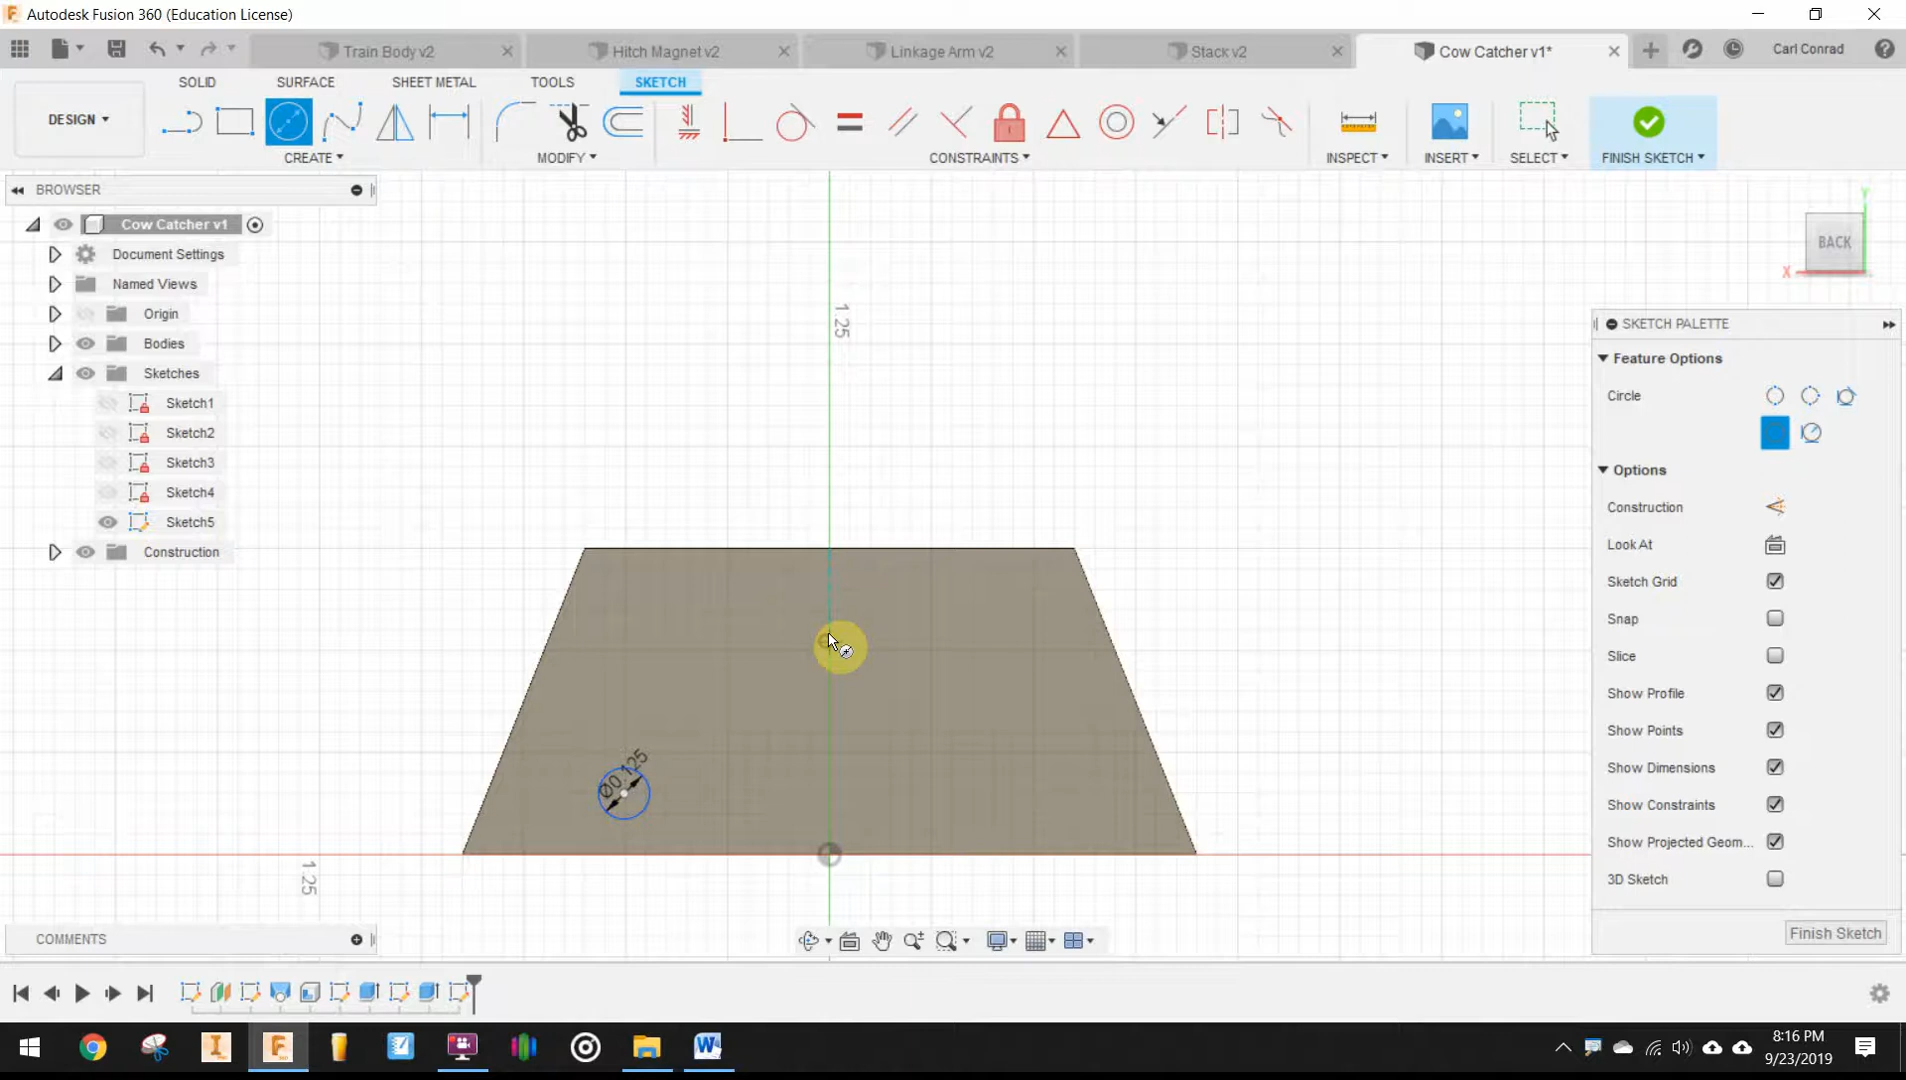 Autodesk Fusion 360 (Education License)
Train Body v2
Hitch Magnet v2
Linkage Arm v2
Stack v2
Cow Catcher v1*
Carl Conrad
SOLID
SURFACE
SHEET METAL
TOOLS
SKETCH
DESIGN
CREATE
MODIFY
CONSTRAINTS
INSPECT
INSERT
SELECT
FINISH SKETCH
BROWSER
Cow Catcher v1
Document Settings
Named Views
Origin
Bodies
Sketches
Sketch1
Sketch2
Sketch3
Sketch4
Sketch5
Construction
1.25
Ø0.125
1.25
Y
BACK
X
SKETCH PALETTE
Feature Options
Circle
Options
Construction
Look At
Sketch Grid
Snap
Slice
Show Profile
Show Points
Show Dimensions
Show Constraints
Show Projected Geom...
3D Sketch
Finish Sketch
COMMENTS
8:16 PM
9/23/2019